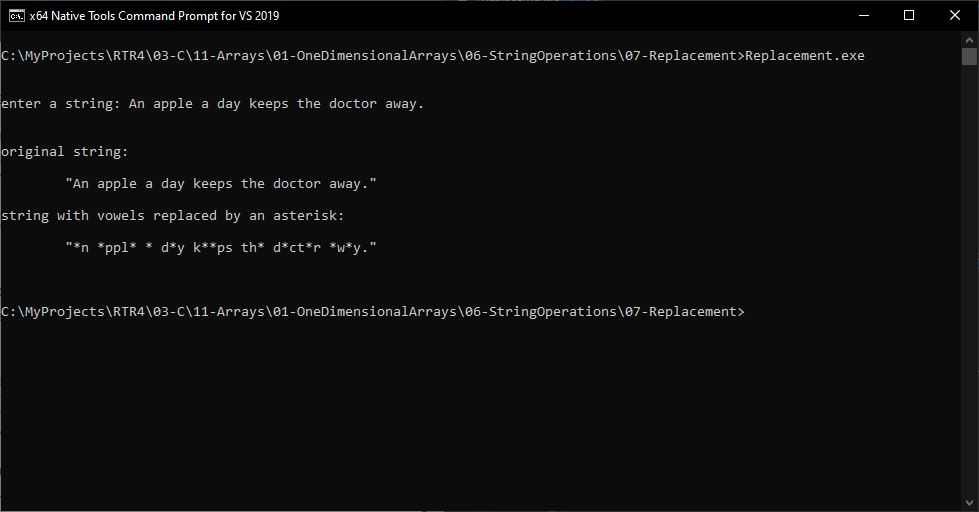 x64 Native Tools Command Prompt for VS 2019
C:\MyProjects\RTR4\03-C\11-Arrays\01-OneDimensionalArrays\06-StringOperations\07-Replacement>Replacement.exe
enter a string: An apple a day keeps the doctor away.
original string:
"An apple a day keeps the doctor away."
string with vowels replaced by an asterisk:
"*n *ppl* * d*y k**ps th* d*ct*r *w*y."
C:\MyProjects\RTR4\03-C\11-Arrays\01-OneDimensionalArrays\06-StringOperations\07-Replacement>